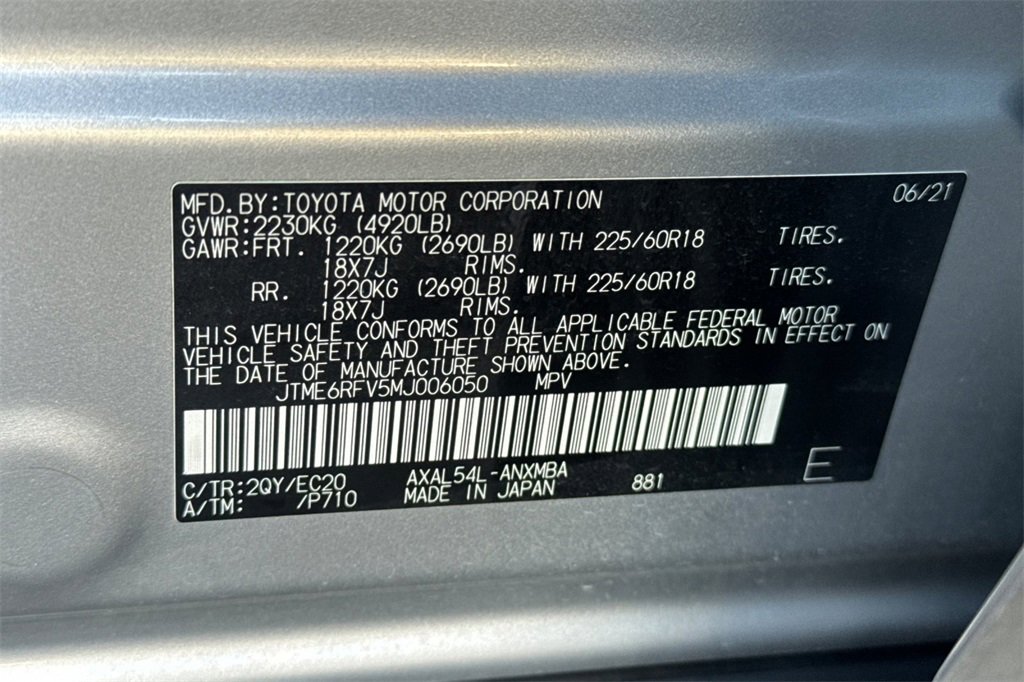 MFD.BY:TOYOTA MOTOR CORPORATION 06/21
GVWR:2230KG (4920LB)
GAWR:FRT. 1220KG (2690LB) WITH 225/60R18 TIRES.
18X7J RIMS.
RR. 1220KG (2690LB) WITH 225/60R18 TIRES.
18X7J RIMS.
THIS VEHICLE CONFORMS TO ALL APPLICABLE FEDERAL MOTOR
VEHICLE SAFETY AND THEFT PREVENTION STANDARDS IN EFFECT ON
THE DATE OF MANUFACTURE SHOWN ABOVE.
JTME6RFV5MJ006050 MPV
C/TR:2QY/EC20 AXAL54L-ANXMBA 881 E
A/TM: /P710 MADE IN JAPAN